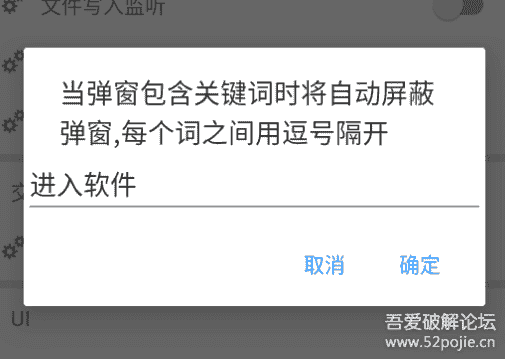 文件写入监听
当弹窗包含关键词时将自动屏蔽
弹窗,每个词之间用逗号隔开
进入软件
取消
确定
UI
吾爱破解论坛
www.52pojie.cn